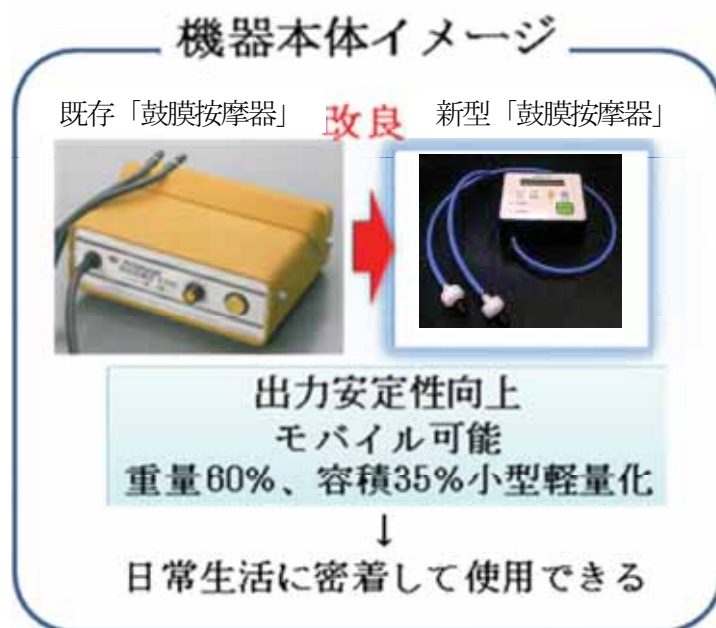 機器本体イメージ
既存「鼓膜按摩器」 改良 新型「鼓膜按摩器」
出力安定性向上
モバイル可能
重量60%、容積35%小型軽量化
↓
日常生活に密着して使用できる